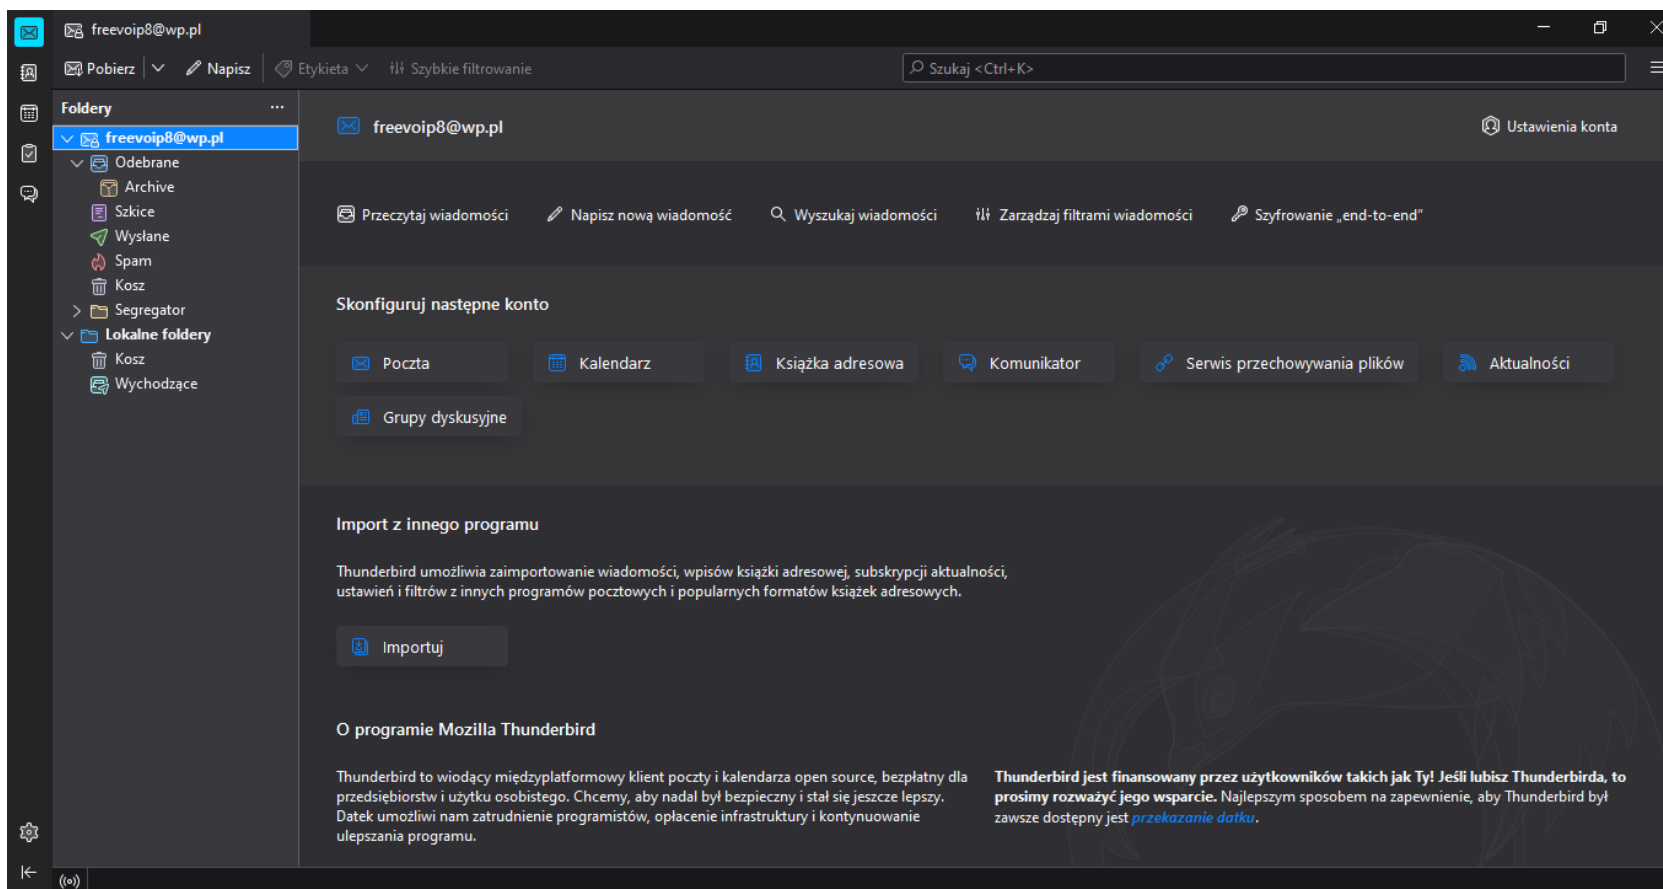 freevoip8@wp.pl
Pobierz
Napisz
Etykieta
Szybkie filtrowanie
Szukaj <Ctrl+K>
Foldery
freevoip8@wp.pl
Odebrane
Archive
Szkice
Wysłane
Spam
Kosz
Segregator
Lokalne foldery
Kosz
Wychodzące
freevoip8@wp.pl
Ustawienia konta
Przeczytaj wiadomości
Napisz nową wiadomość
Wyszukaj wiadomości
Zarządzaj filtrami wiadomości
Szyfrowanie „end-to-end”
Skonfiguruj następne konto
Poczta
Kalendarz
Książka adresowa
Komunikator
Serwis przechowywania plików
Aktualności
Grupy dyskusyjne
Import z innego programu
Thunderbird umożliwia zaimportowanie wiadomości, wpisów książki adresowej, subskrypcji aktualności,
ustawień i filtrów z innych programów pocztowych i popularnych formatów książek adresowych.
Importuj
O programie Mozilla Thunderbird
Thunderbird to wiodący międzyplatformowy klient poczty i kalendarza open source, bezpłatny dla
przedsiębiorstw i użytku osobistego. Chcemy, aby nadal był bezpieczny i stał się jeszcze lepszy.
Datek umożliwi nam zatrudnienie programistów, opłacenie infrastruktury i kontynuowanie
ulepszania programu.
Thunderbird jest finansowany przez użytkowników takich jak Ty! Jeśli lubisz Thunderbirda, to
prosimy rozważyć jego wsparcie. Najlepszym sposobem na zapewnienie, aby Thunderbird był
zawsze dostępny jest przekazanie datku.